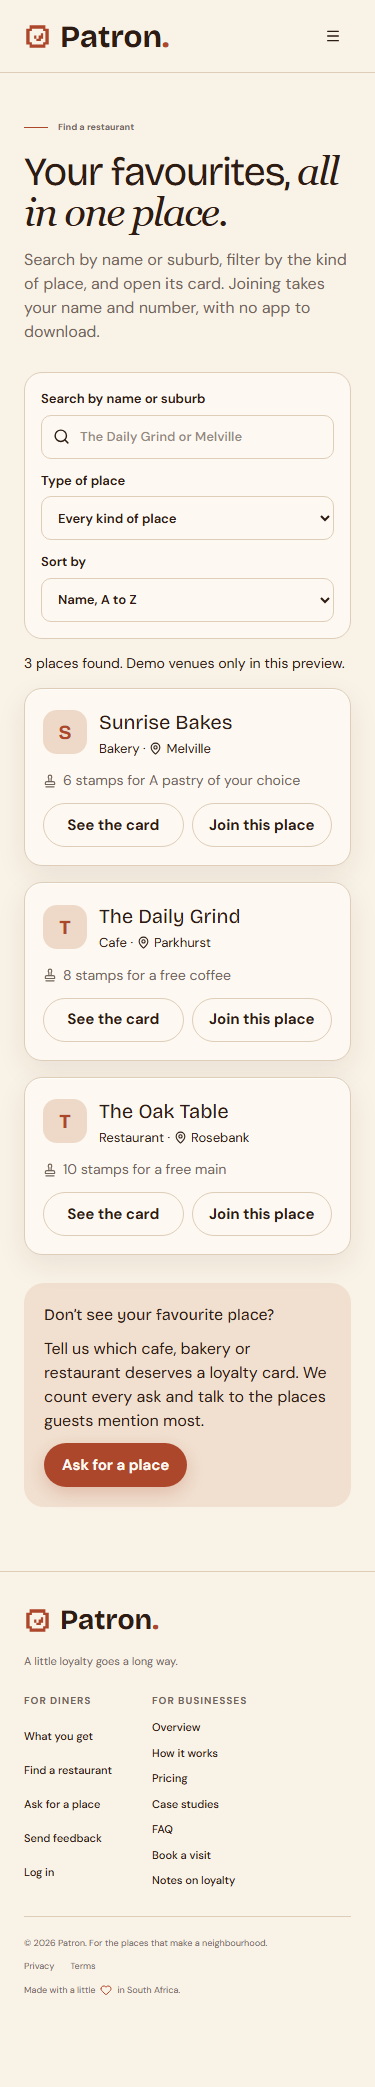 Patron.
Find a restaurant
Your favourites, all
in one place.
Search by name or suburb, filter by the kind
of place, and open its card. Joining takes
your name and number, with no app to
download.
Search by name or suburb
The Daily Grind or Melville
Type of place
Every kind of place
Sort by
Name, A to Z
3 places found. Demo venues only in this preview.
S
Sunrise Bakes
Bakery · Melville
6 stamps for A pastry of your choice
See the card
Join this place
T
The Daily Grind
Cafe · Parkhurst
8 stamps for a free coffee
See the card
Join this place
T
The Oak Table
Restaurant · Rosebank
10 stamps for a free main
See the card
Join this place
Don't see your favourite place?
Tell us which cafe, bakery or
restaurant deserves a loyalty card. We
count every ask and talk to the places
guests mention most.
Ask for a place
Patron.
A little loyalty goes a long way.
FOR DINERS
What you get
Find a restaurant
Ask for a place
Send feedback
Log in
FOR BUSINESSES
Overview
How it works
Pricing
Case studies
FAQ
Book a visit
Notes on loyalty
© 2026 Patron. For the places that make a neighbourhood.
Privacy
Terms
Made with a little in South Africa.